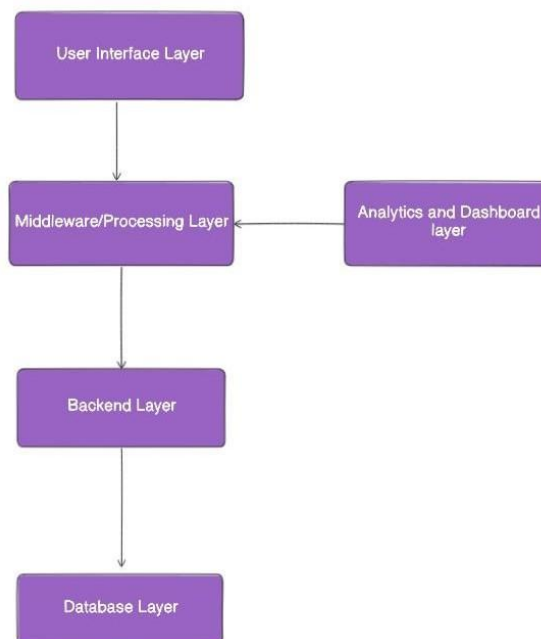 User Interface Layer
Middleware/Processing Layer
Analytics and Dashboard
layer
Backend Layer
Database Layer